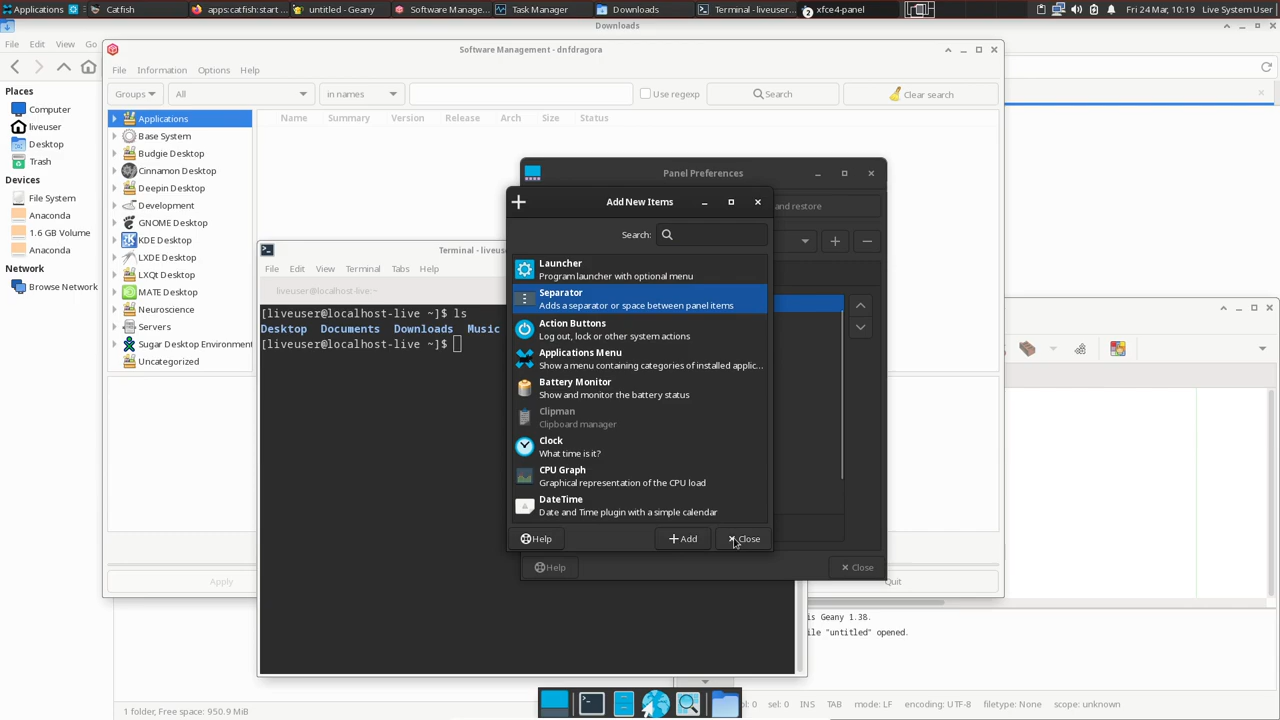 Applications
Catfish
apps:catfish:start ...
untitled - Geany
Software Manage...
Task Manager
Downloads
Terminal - liveuser...
2
xfce4-panel
Fri 24 Mar, 10:19
Live System User
Downloads
File Edit View Go
Software Management - dnfdragora
File Information Options Help
Groups
All
in names
Use regexp
Search
Clear search
Places
Computer
liveuser
Desktop
Trash
Devices
File System
Anaconda
1.6 GB Volume
Anaconda
Network
Browse Network
Applications
Base System
Budgie Desktop
Cinnamon Desktop
Deepin Desktop
Development
GNOME Desktop
KDE Desktop
LXDE Desktop
LXQt Desktop
MATE Desktop
Neuroscience
Servers
Sugar Desktop Environment
Uncategorized
Name Summary Version Release Arch Size Status
Panel Preferences
and restore
Add New Items
Search:
Launcher
Program launcher with optional menu
Separator
Adds a separator or space between panel items
Action Buttons
Log out, lock or other system actions
Applications Menu
Show a menu containing categories of installed applic...
Battery Monitor
Show and monitor the battery status
Clipman
Clipboard manager
Clock
What time is it?
CPU Graph
Graphical representation of the CPU load
DateTime
Date and Time plugin with a simple calendar
Help
Add
Close
Help
Close
Terminal - liveus
File Edit View Terminal Tabs Help
liveuser@localhost-live:~
[liveuser@localhost-live ~]$ ls
Desktop Documents Downloads Music
[liveuser@localhost-live ~]$
Apply
Quit
is Geany 1.38.
ile "untitled" opened.
1 folder, Free space: 950.9 MiB
col: 0 sel: 0 INS TAB mode: LF encoding: UTF-8 filetype: None scope: unknown